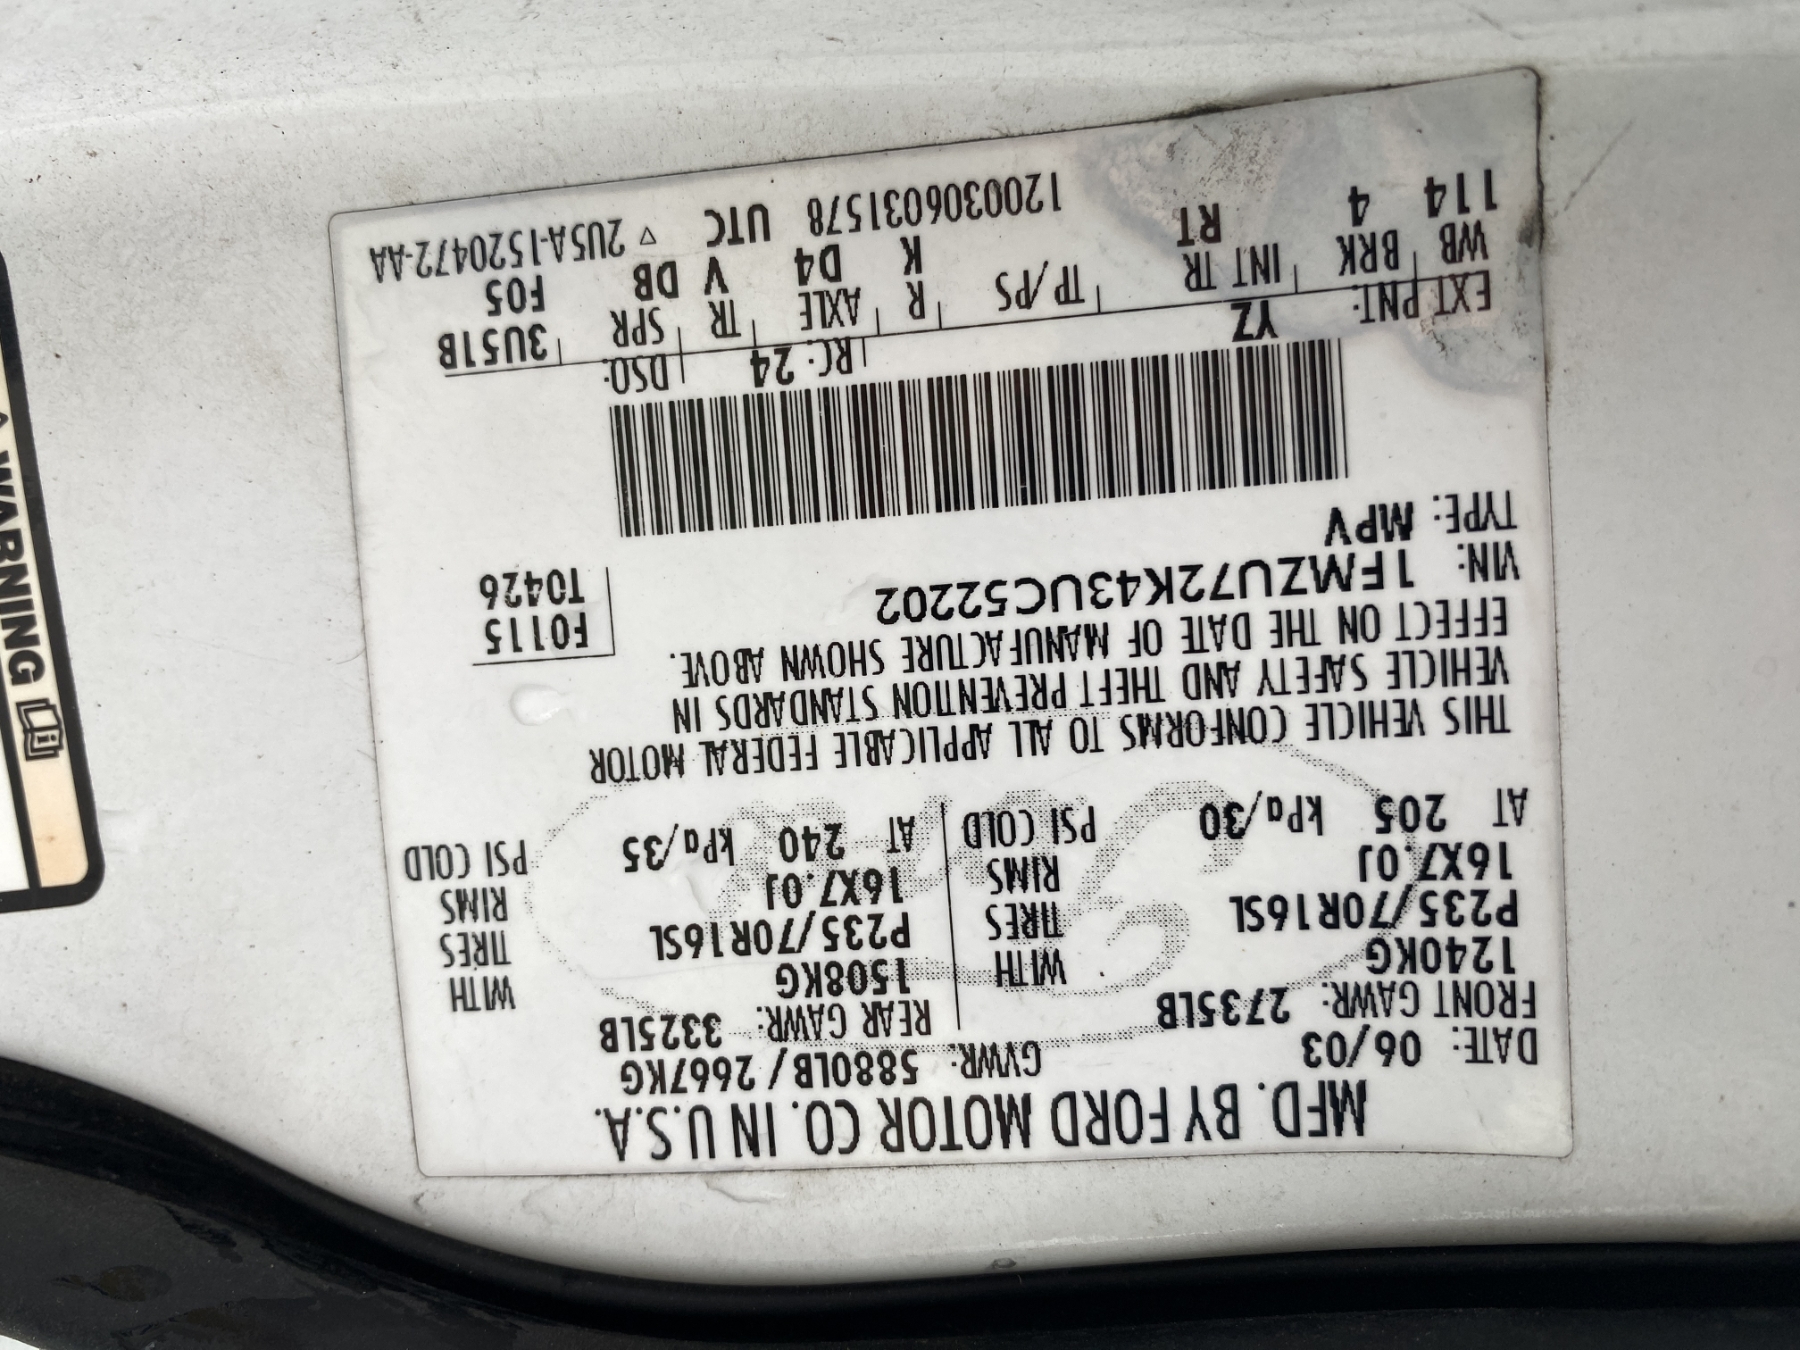 MFD. BY FORD MOTOR CO. IN U.S.A.
DATE: 06/03 GVWR: 5880LB / 2667KG
FRONT GAWR: 2735LB REAR GAWR: 3325LB
1240KG WITH 1508KG WITH
P235/70R16SL TIRES P235/70R16SL TIRES
16X7.0J RIMS 16X7.0J RIMS
AT 205 kPa/30 PSI COLD AT 240 kPa/35 PSI COLD
THIS VEHICLE CONFORMS TO ALL APPLICABLE FEDERAL MOTOR
VEHICLE SAFETY AND THEFT PREVENTION STANDARDS IN
EFFECT ON THE DATE OF MANUFACTURE SHOWN ABOVE.
VIN: 1FMZU72K43UC52202
TYPE: MPV
F0115
T0426
EXT PNT: YZ RC: 24 DSO: 3U51B
WB BRK INT TR TP/PS R AXLE TR SPR F05
114 4 RT K D4 V DB
120030603I578 UTC ▽ 2U5A-1520472-AA
WARNING